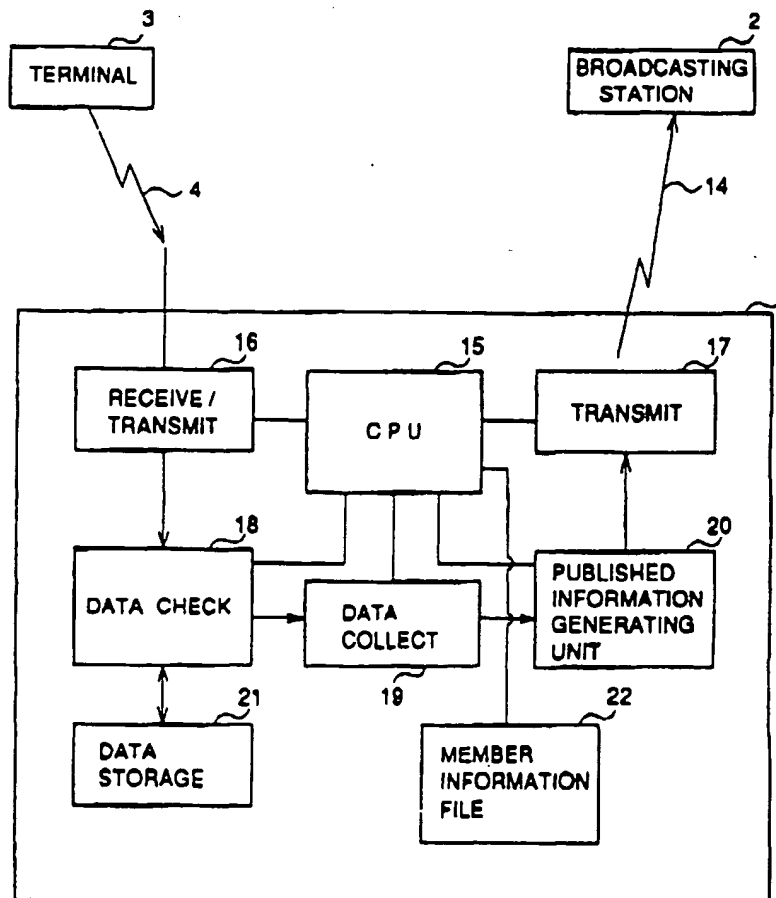 3
TERMINAL
2
BROADCASTING
STATION
4
14
16
RECEIVE /
TRANSMIT
15
CPU
17
TRANSMIT
18
DATA CHECK
DATA
COLLECT
19
20
PUBLISHED
INFORMATION
GENERATING
UNIT
21
DATA
STORAGE
22
MEMBER
INFORMATION
FILE